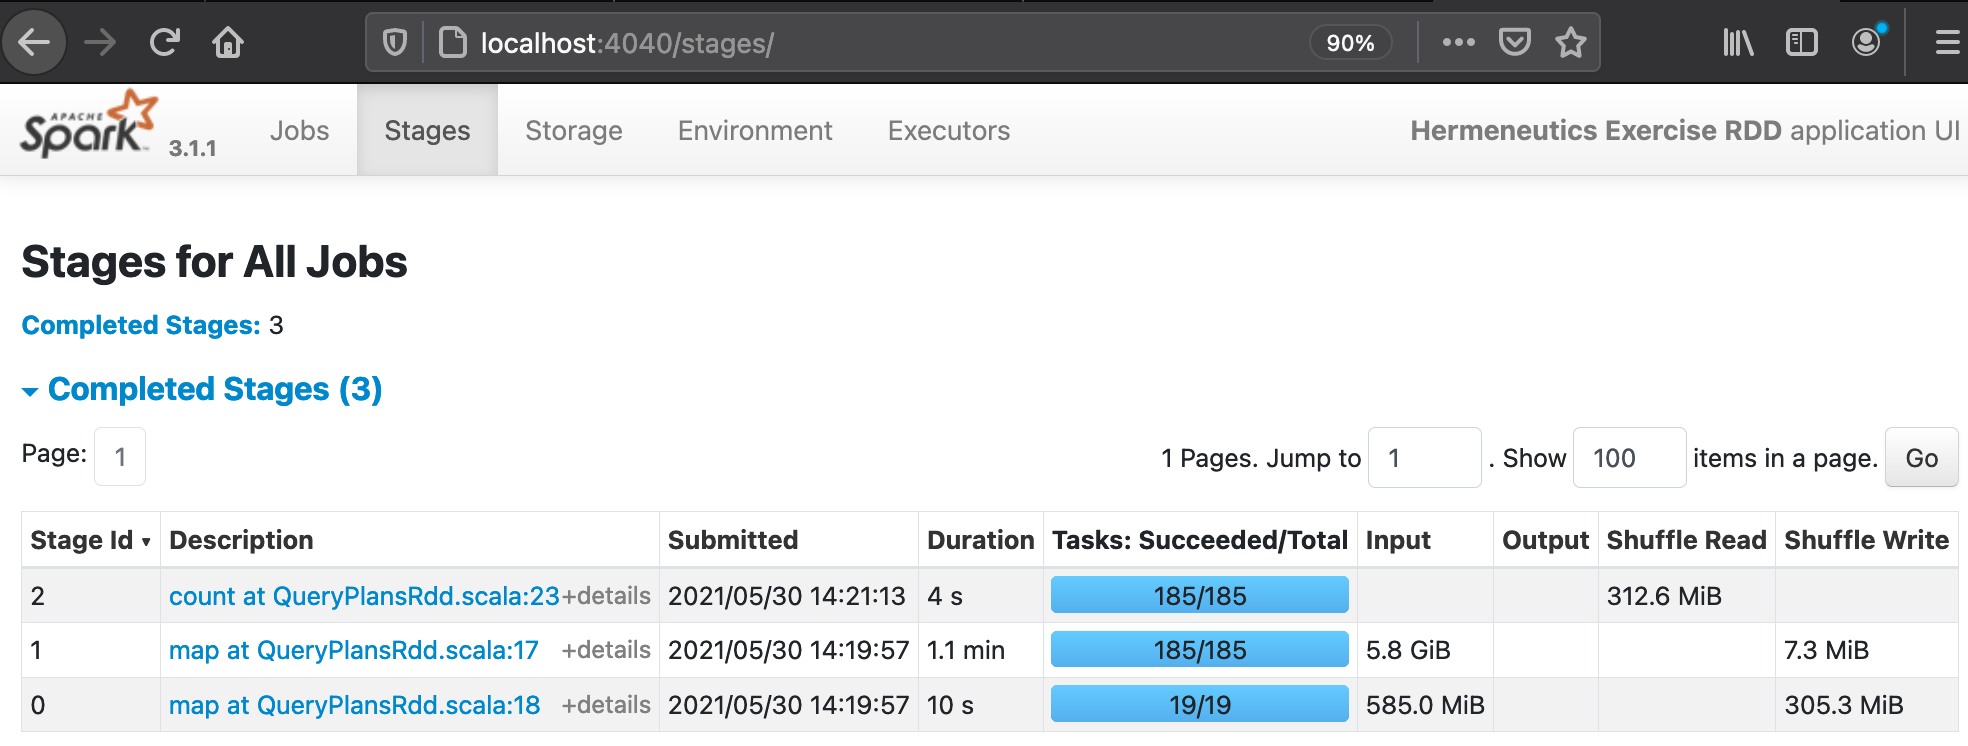 localhost:4040/stages/ 90%
APACHE Spark™ 3.1.1 Jobs Stages Storage Environment Executors Hermeneutics Exercise RDD application UI
Stages for All Jobs
Completed Stages: 3
Completed Stages (3)
Page: 1 1 Pages. Jump to 1 . Show 100 items in a page. Go
Stage Id ▾ Description Submitted Duration Tasks: Succeeded/Total Input Output Shuffle Read Shuffle Write
2 count at QueryPlansRdd.scala:23 +details 2021/05/30 14:21:13 4 s 185/185 312.6 MiB
1 map at QueryPlansRdd.scala:17 +details 2021/05/30 14:19:57 1.1 min 185/185 5.8 GiB 7.3 MiB
0 map at QueryPlansRdd.scala:18 +details 2021/05/30 14:19:57 10 s 19/19 585.0 MiB 305.3 MiB